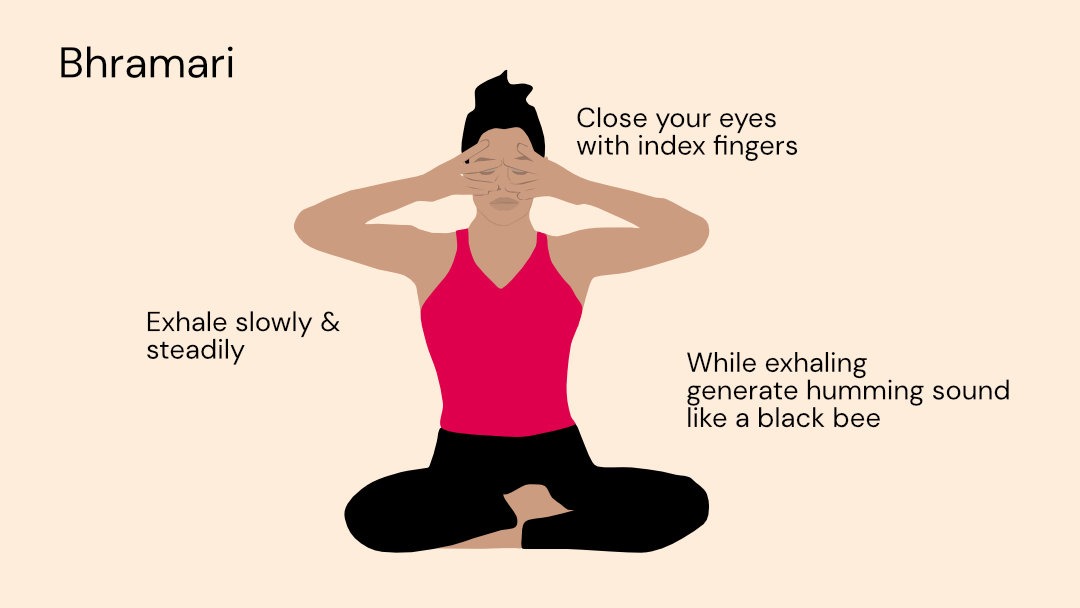 Bhramari
Close your eyes
with index fingers
Exhale slowly &
steadily
While exhaling
generate humming sound
like a black bee